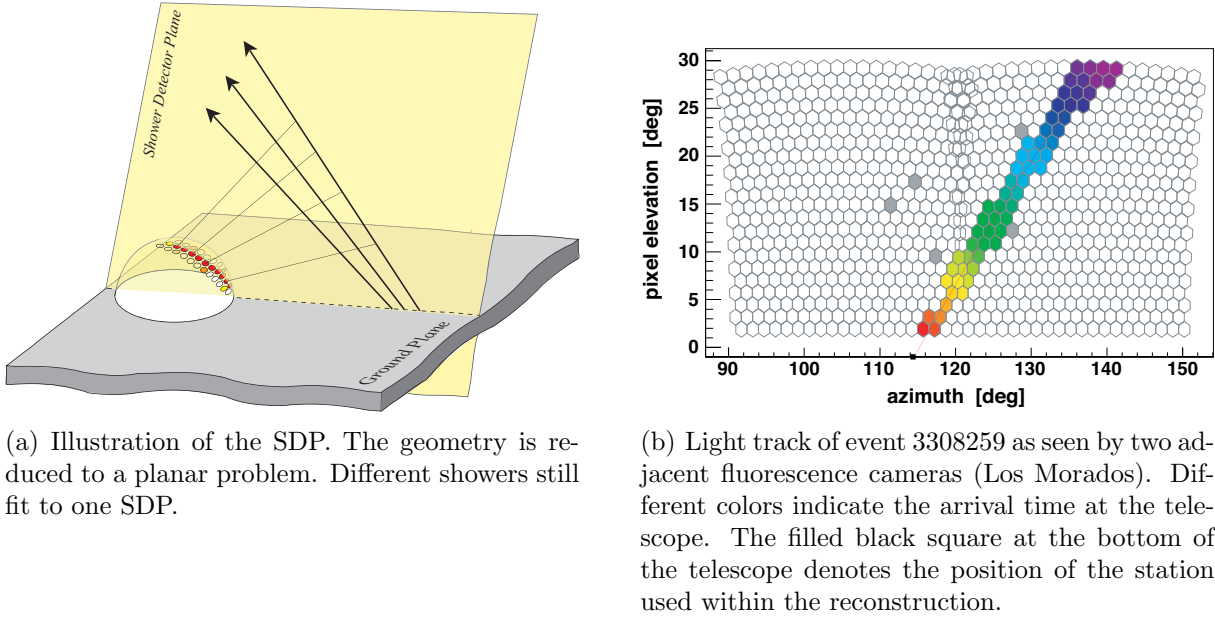 Shower Detector Plane
Ground Plane
(a) Illustration of the SDP. The geometry is re-
duced to a planar problem. Different showers still
fit to one SDP.
pixel elevation [deg]
30
25
20
15
10
5
0
90 100 110 120 130 140 150
azimuth [deg]
(b) Light track of event 3308259 as seen by two ad-
jacent fluorescence cameras (Los Morados). Dif-
ferent colors indicate the arrival time at the tele-
scope. The filled black square at the bottom of
the telescope denotes the position of the station
used within the reconstruction.